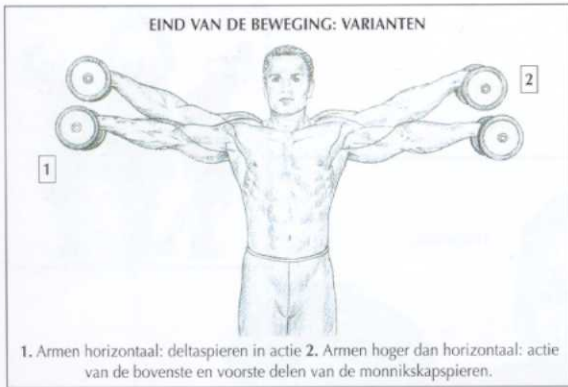 EIND VAN DE BEWEGING: VARIANTEN
2
1
1. Armen horizontaal: deltaspieren in actie 2. Armen hoger dan horizontaal: actie
van de bovenste en voorste delen van de monnikskapspieren.